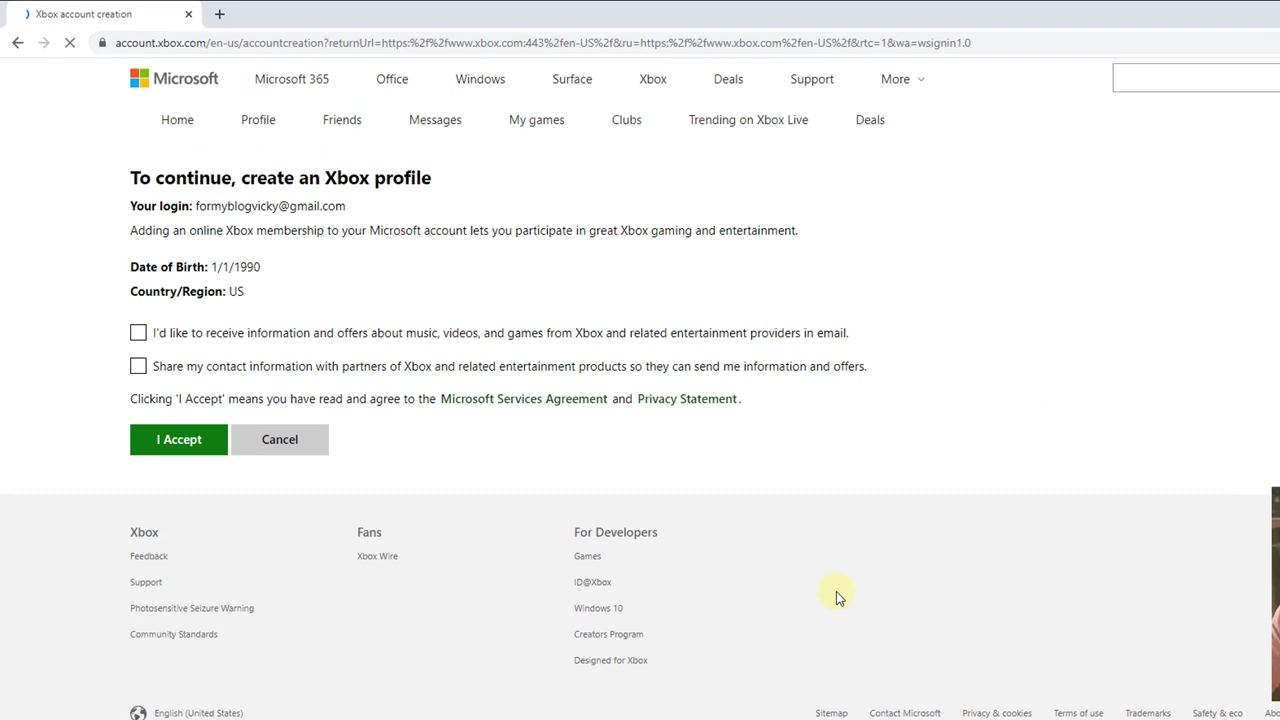 Xbox account creation
account.xbox.com/en-us/accountcreation?returnUrl=https:%2f%2fwww.xbox.com:443%2fen-US%2f&ru=https:%2f%2fwww.xbox.com%2fen-US%2f&rtc=1&wa=wsignin1.0
Microsoft Microsoft 365 Office Windows Surface Xbox Deals Support More
Home Profile Friends Messages My games Clubs Trending on Xbox Live Deals
To continue, create an Xbox profile
Your login: formyblogvicky@gmail.com
Adding an online Xbox membership to your Microsoft account lets you participate in great Xbox gaming and entertainment.
Date of Birth: 1/1/1990
Country/Region: US
I'd like to receive information and offers about music, videos, and games from Xbox and related entertainment providers in email.
Share my contact information with partners of Xbox and related entertainment products so they can send me information and offers.
Clicking 'I Accept' means you have read and agree to the Microsoft Services Agreement and Privacy Statement.
I Accept Cancel
Xbox Fans For Developers
Feedback Xbox Wire Games
Support ID@Xbox
Photosensitive Seizure Warning Windows 10
Community Standards Creators Program
Designed for Xbox
English (United States) Sitemap Contact Microsoft Privacy & cookies Terms of use Trademarks Safety & eco